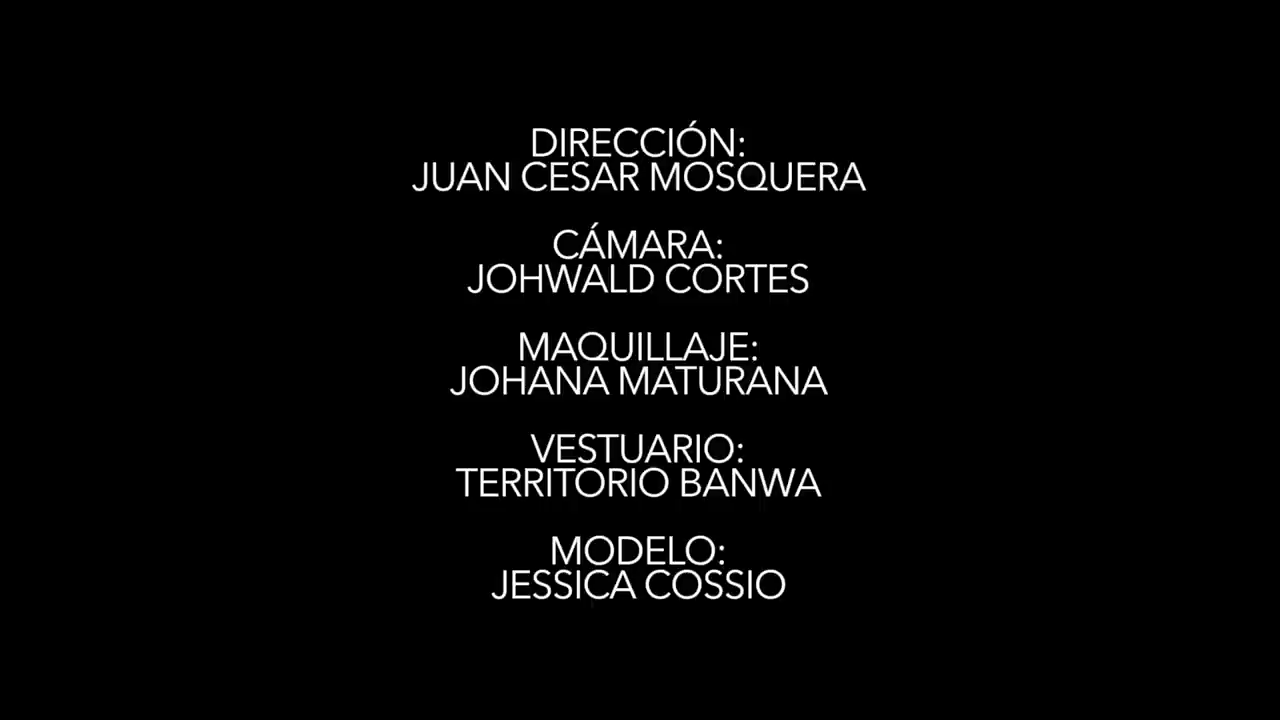 DIRECCIÓN:
JUAN CESAR MOSQUERA
CÁMARA:
JOHWALD CORTES
MAQUILLAJE:
JOHANA MATURANA
VESTUARIO:
TERRITORIO BANWA
MODELO:
JESSICA COSSIO